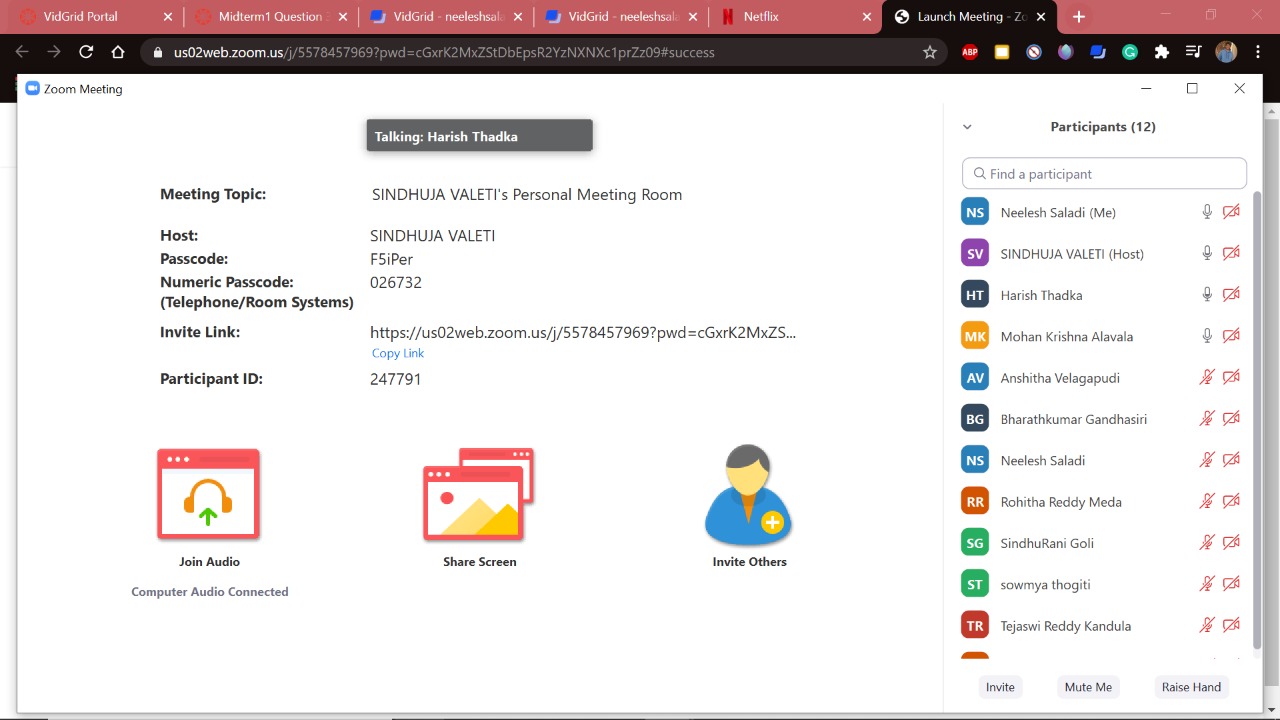 VidGrid Portal
Midterm1 Question 3
VidGrid - neeleshsala
VidGrid - neeleshsala
Netflix
Launch Meeting - Zo
us02web.zoom.us/j/5578457969?pwd=cGxrK2MxZStDbEpsR2YzNXNXc1prZz09#success
ABP
Zoom Meeting
Talking: Harish Thadka
Meeting Topic: SINDHUJA VALETI's Personal Meeting Room
Host: SINDHUJA VALETI
Passcode: F5iPer
Numeric Passcode: 026732
(Telephone/Room Systems)
Invite Link: https://us02web.zoom.us/j/5578457969?pwd=cGxrK2MxZS...
Copy Link
Participant ID: 247791
Join Audio
Share Screen
Invite Others
Computer Audio Connected
Participants (12)
Find a participant
NS Neelesh Saladi (Me)
SV SINDHUJA VALETI (Host)
HT Harish Thadka
MK Mohan Krishna Alavala
AV Anshitha Velagapudi
BG Bharathkumar Gandhasiri
NS Neelesh Saladi
RR Rohitha Reddy Meda
SG SindhuRani Goli
ST sowmya thogiti
TR Tejaswi Reddy Kandula
Invite
Mute Me
Raise Hand